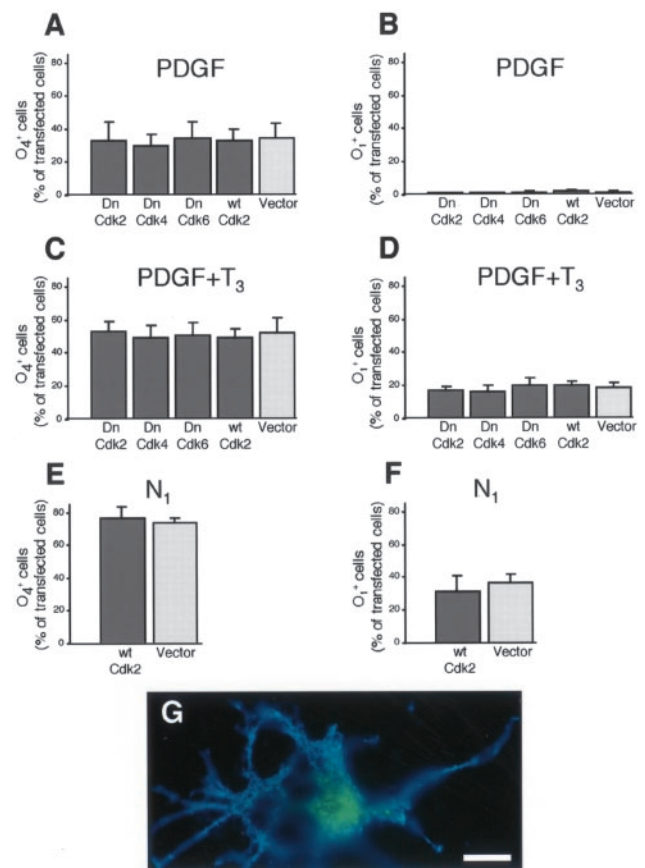 A
PDGF
O4+ cells
(% of transfected cells)
80
60
40
20
0
Dn Dn Dn wt Vector
Cdk2 Cdk4 Cdk6 Cdk2
B
PDGF
O1+ cells
(% of transfected cells)
80
60
40
20
0
Dn Dn Dn wt Vector
Cdk2 Cdk4 Cdk6 Cdk2
C
PDGF+T3
O4+ cells
(% of transfected cells)
80
60
40
20
0
Dn Dn Dn wt Vector
Cdk2 Cdk4 Cdk6 Cdk2
D
PDGF+T3
O1+ cells
(% of transfected cells)
80
60
40
20
0
Dn Dn Dn wt Vector
Cdk2 Cdk4 Cdk6 Cdk2
E
N1
O4+ cells
(% of transfected cells)
80
60
40
20
0
wt Vector
Cdk2
F
N1
O1+ cells
(% of transfected cells)
80
60
40
20
0
wt Vector
Cdk2
G